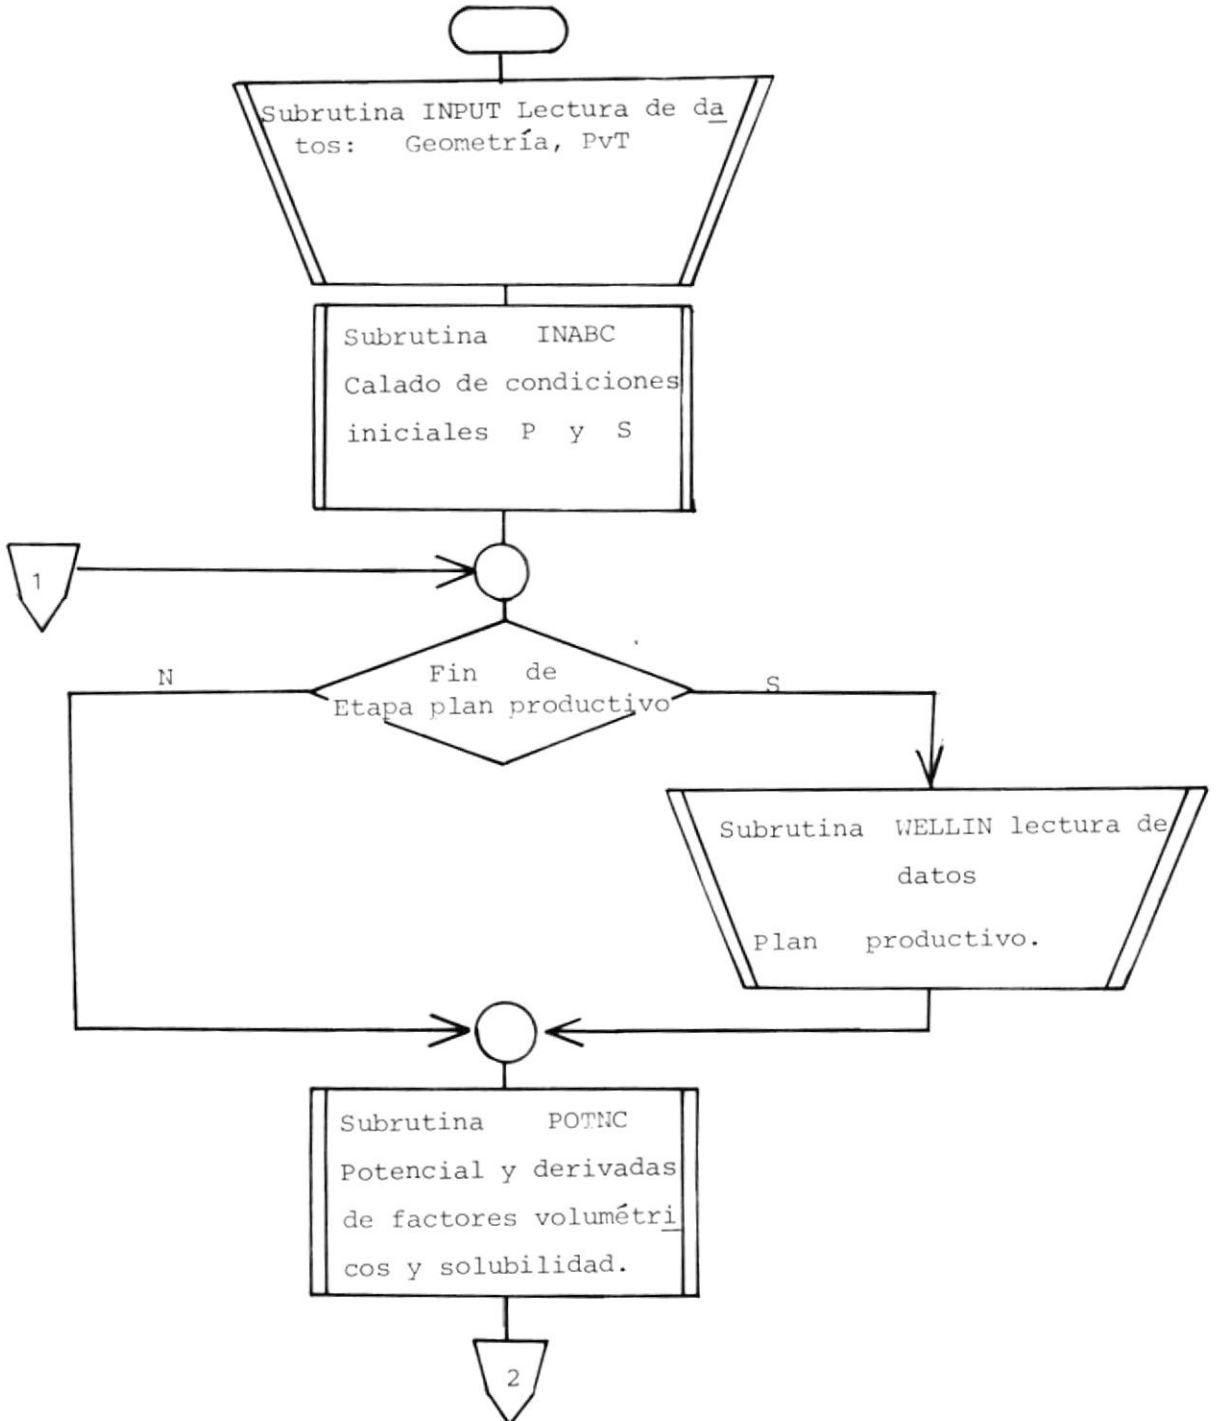 Subrutina INPUT Lectura de da
tos: Geometría, PvT
Subrutina INABC
Calado de condiciones
iniciales P y S
1
Fin de
Etapa plan productivo
N
S
Subrutina WELLIN lectura de
datos
Plan productivo.
Subrutina POTNC
Potencial y derivadas
de factores volumétri
cos y solubilidad.
2